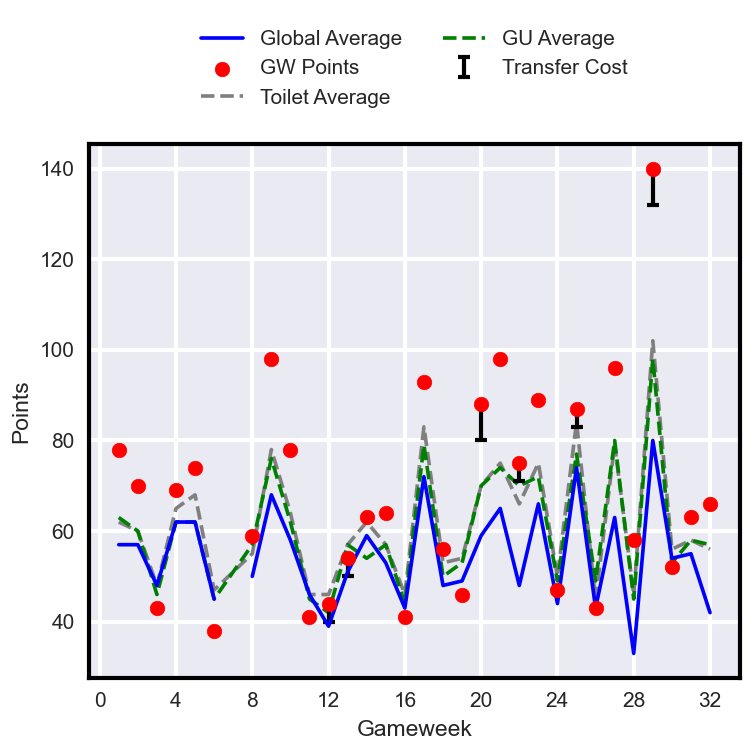 Global Average
GW Points
Toilet Average
GU Average
Transfer Cost
140
120
100
80
60
40
Points
0 4 8 12 16 20 24 28 32
Gameweek